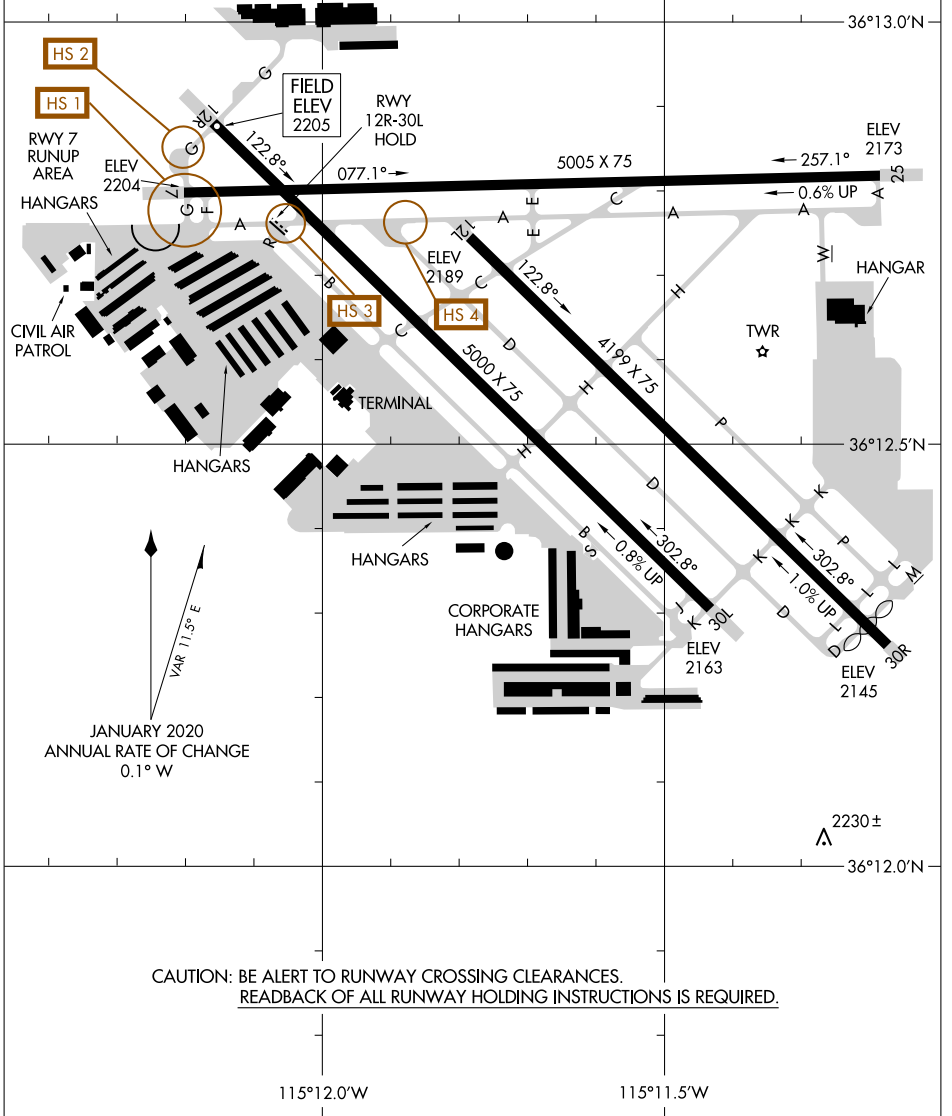 36°13.0'N
HS 2
G
HS 1
12R
FIELD
ELEV
2205
RWY
12R-30L
HOLD
RWY 7
RUNUP
AREA
G
122.8°
ELEV
2204
077.1°
5005 X 75
257.1°
ELEV
2173
25
HANGARS
7
0.6% UP
A
G
F
A
E
E
A
C
A
A
12L
R
ELEV
2189
W
B
C
122.8°
H
HANGAR
HS 3
HS 4
C
D
CIVIL AIR
PATROL
TWR
5000 X 75
4199 X 75
H
TERMINAL
P
HANGARS
H
36°12.5'N
D
K
K
P
HANGARS
B
S
302.8°
0.8% UP
K
302.8°
1.0% UP
L
M
L
CORPORATE
HANGARS
J
K
30L
D
L
D
30R
ELEV
2163
ELEV
2145
VAR 11.5° E
JANUARY 2020
ANNUAL RATE OF CHANGE
0.1° W
2230 ±
36°12.0'N
CAUTION: BE ALERT TO RUNWAY CROSSING CLEARANCES.
READBACK OF ALL RUNWAY HOLDING INSTRUCTIONS IS REQUIRED.
115°12.0'W
115°11.5'W